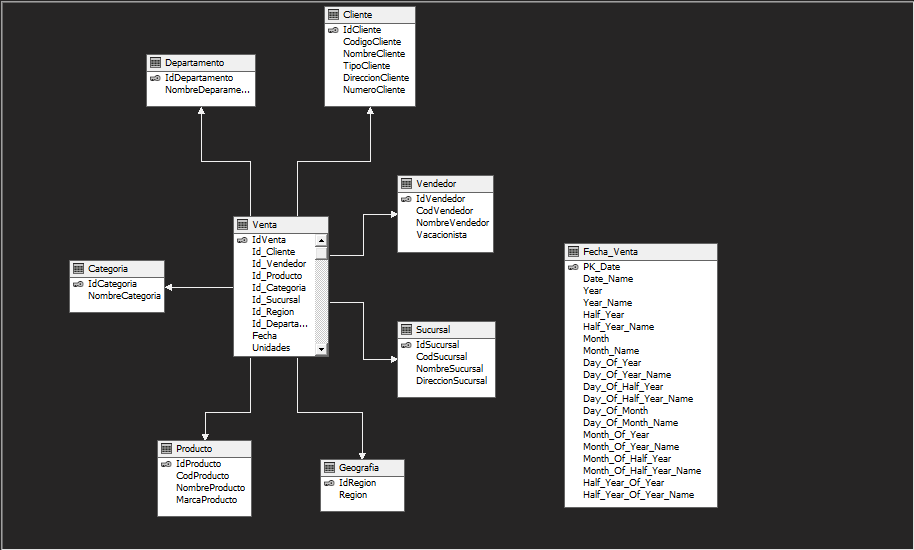 Cliente
IdCliente
CodigoCliente
NombreCliente
TipoCliente
DireccionCliente
NumeroCliente
Departamento
IdDepartamento
NombreDeparame...
Vendedor
IdVendedor
CodVendedor
NombreVendedor
Vacacionista
Venta
IdVenta
Id_Cliente
Id_Vendedor
Id_Producto
Id_Categoria
Id_Sucursal
Id_Region
Id_Departa...
Fecha
Unidades
Categoria
IdCategoria
NombreCategoria
Sucursal
IdSucursal
CodSucursal
NombreSucursal
DireccionSucursal
Producto
IdProducto
CodProducto
NombreProducto
MarcaProducto
Geografia
IdRegion
Region
Fecha_Venta
PK_Date
Date_Name
Year
Year_Name
Half_Year
Half_Year_Name
Month
Month_Name
Day_Of_Year
Day_Of_Year_Name
Day_Of_Half_Year
Day_Of_Half_Year_Name
Day_Of_Month
Day_Of_Month_Name
Month_Of_Year
Month_Of_Year_Name
Month_Of_Half_Year
Month_Of_Half_Year_Name
Half_Year_Of_Year
Half_Year_Of_Year_Name